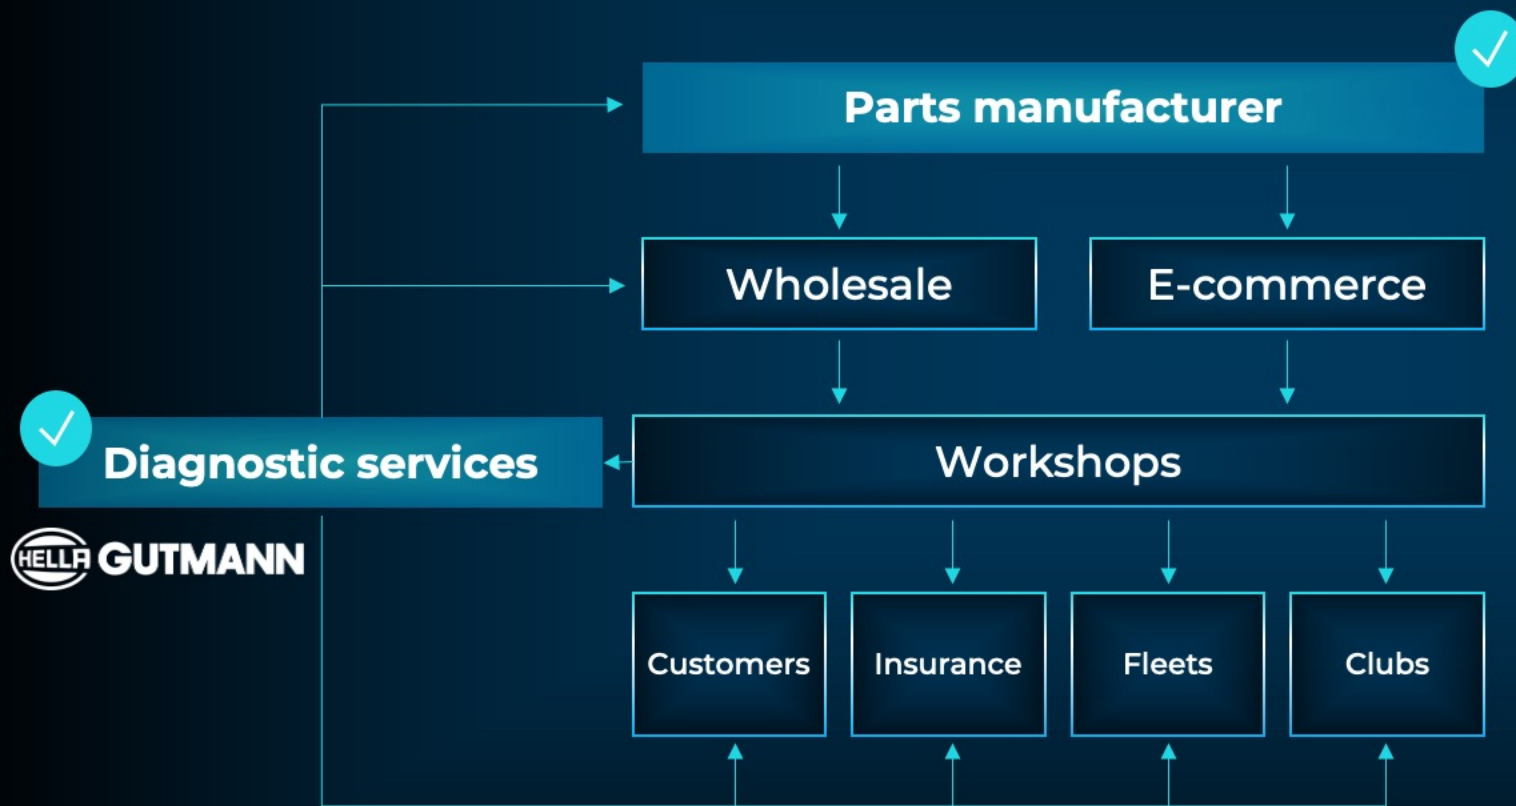 Parts manufacturer
Wholesale
E-commerce
Diagnostic services
Workshops
HELLA GUTMANN
Customers
Insurance
Fleets
Clubs